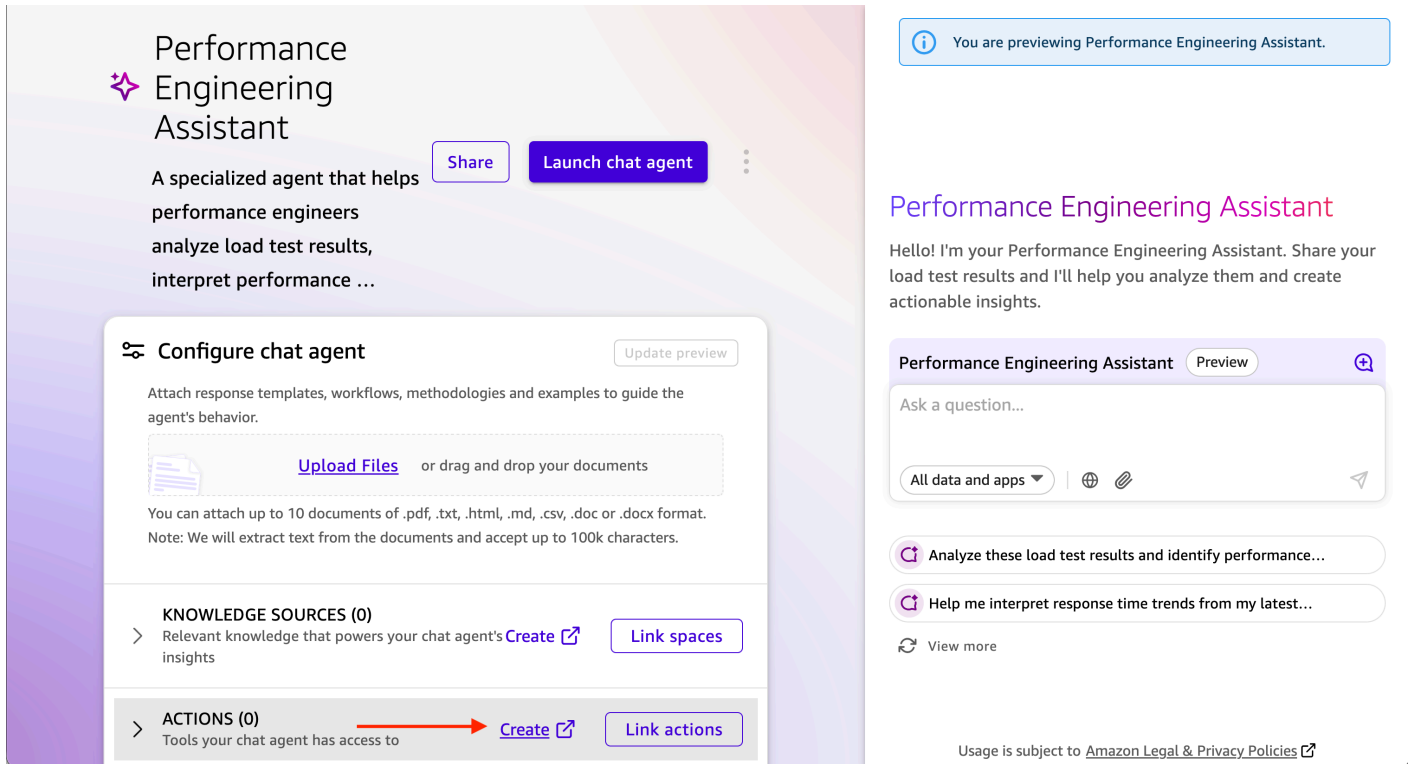 Performance
Engineering
Assistant
A specialized agent that helps
performance engineers
analyze load test results,
interpret performance ...
Share
Launch chat agent
Configure chat agent
Update preview
Attach response templates, workflows, methodologies and examples to guide the
agent's behavior.
Upload Files or drag and drop your documents
You can attach up to 10 documents of .pdf, .txt, .html, .md, .csv, .doc or .docx format.
Note: We will extract text from the documents and accept up to 100k characters.
KNOWLEDGE SOURCES (0)
Relevant knowledge that powers your chat agent's
insights
Create
Link spaces
ACTIONS (0)
Tools your chat agent has access to
Create
Link actions
You are previewing Performance Engineering Assistant.
Performance Engineering Assistant
Hello! I'm your Performance Engineering Assistant. Share your
load test results and I'll help you analyze them and create
actionable insights.
Performance Engineering Assistant Preview
Ask a question...
All data and apps
Analyze these load test results and identify performance...
Help me interpret response time trends from my latest...
View more
Usage is subject to Amazon Legal & Privacy Policies